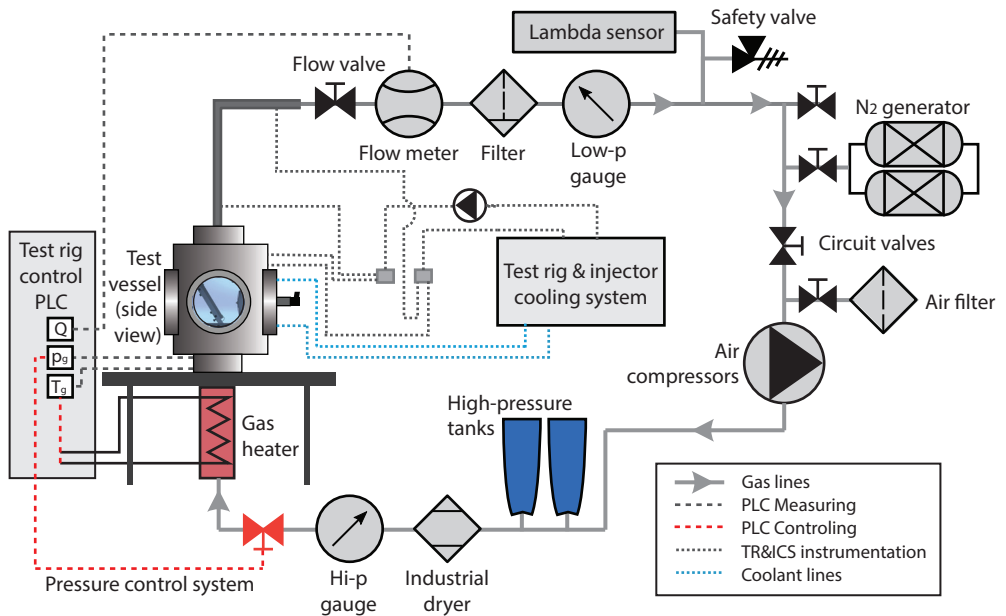 Safety valve
Lambda sensor
Flow valve
N2 generator
Flow meter
Filter
Low-p
gauge
Test rig
control
PLC
Q
pg
Tg
Test
vessel
(side
view)
Test rig & injector
cooling system
Circuit valves
Air filter
Air
compressors
High-pressure
tanks
Gas
heater
Gas lines
PLC Measuring
PLC Controling
TR&ICS instrumentation
Coolant lines
Pressure control system
Hi-p
gauge
Industrial
dryer